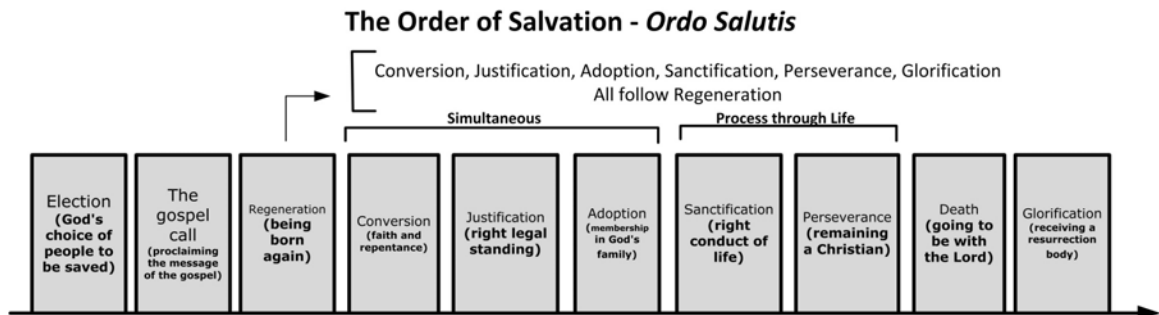 The Order of Salvation - Ordo Salutis
Conversion, Justification, Adoption, Sanctification, Perseverance, Glorification
All follow Regeneration
Simultaneous
Process through Life
Election
(God's
choice of
people to
be saved)
The
gospel
call
(proclaiming
the message
of the gospel)
Regeneration
(being
born
again)
Conversion
(faith and
repentance)
Justification
(right legal
standing)
Adoption
(membership
in God's
family)
Sanctification
(right
conduct of
life)
Perseverance
(remaining
a Christian)
Death
(going to
be with
the Lord)
Glorification
(receiving a
resurrection
body)